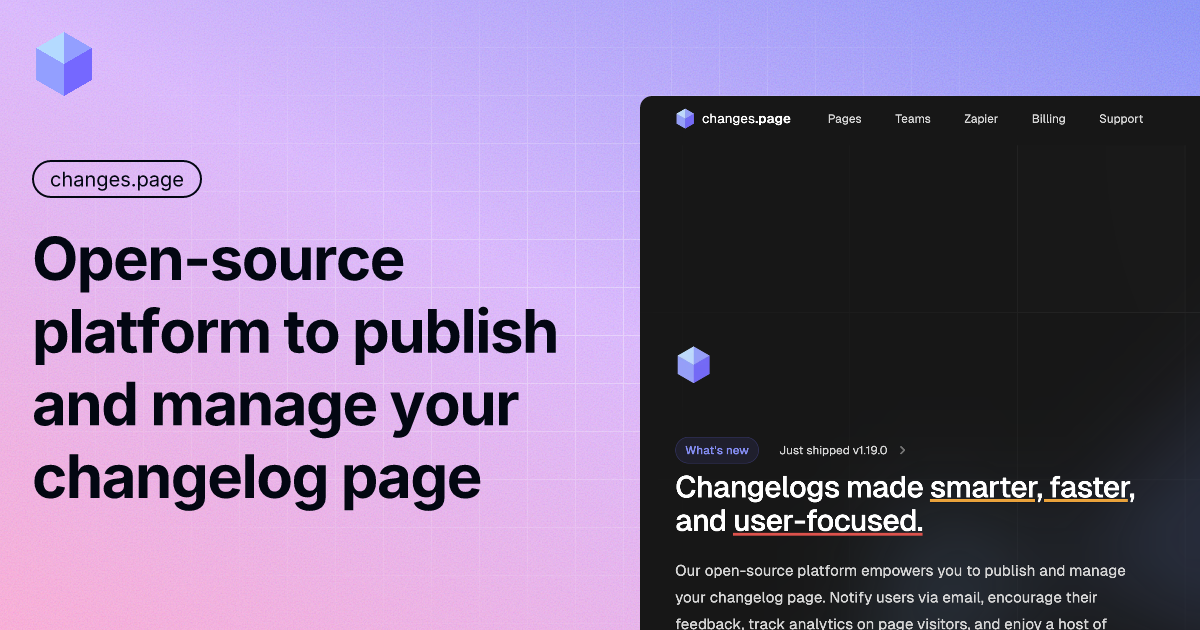 changes.page
Open-source
platform to publish
and manage your
changelog page
changes.page
Pages
Teams
Zapier
Billing
Support
What's new
Just shipped v1.19.0
Changelogs made smarter, faster,
and user-focused.
Our open-source platform empowers you to publish and manage
your changelog page. Notify users via email, encourage their
feedback, track analytics on page visitors, and enjoy a host of